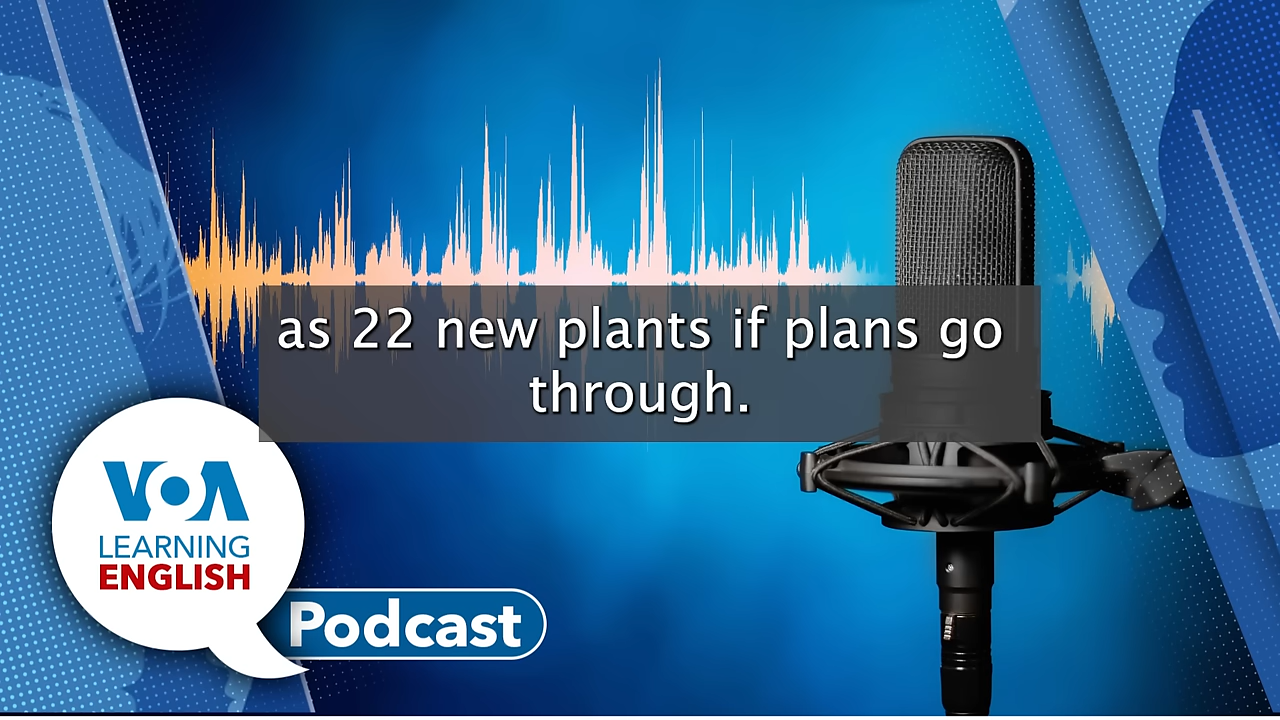 as 22 new plants if plans go
through.
VOA
LEARNING
ENGLISH
Podcast